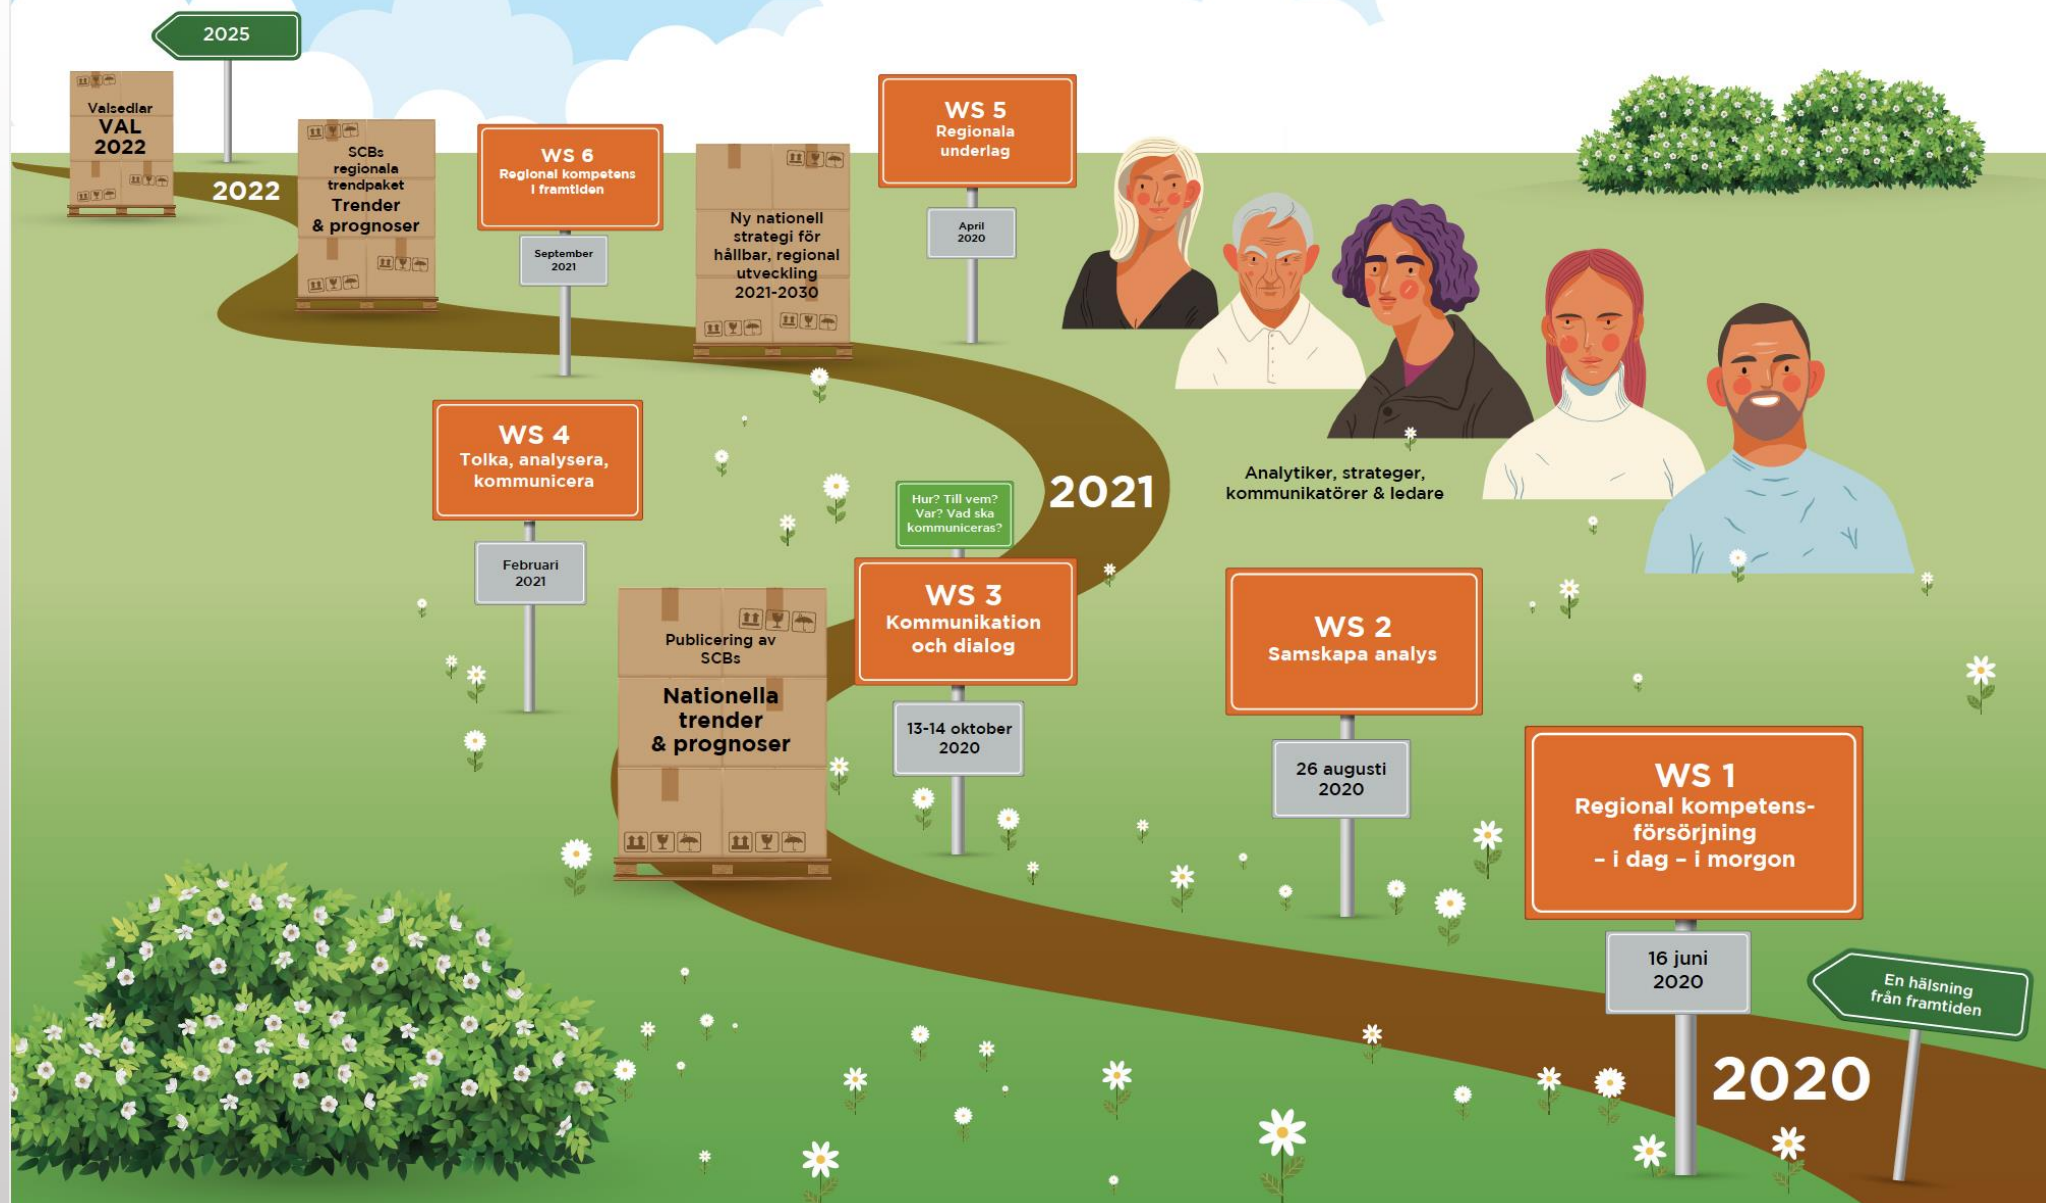 2025
Valsedlar
VAL
2022
2022
SCBs
regionala
trendpaket
Trender
& prognoser
WS 6
Regional kompetens
i framtiden
September
2021
Ny nationell
strategi för
hållbar, regional
utveckling
2021-2030
WS 5
Regionala
underlag
April
2020
WS 4
Tolka, analysera,
kommunicera
Februari
2021
Hur? Till vem?
Var? Vad ska
kommuniceras?
2021
Analytiker, strateger,
kommunikatörer & ledare
Publicering av
SCBs
Nationella
trender
& prognoser
WS 3
Kommunikation
och dialog
13-14 oktober
2020
WS 2
Samskapa analys
26 augusti
2020
WS 1
Regional kompetens-
försörjning
– i dag – i morgon
16 juni
2020
En hälsning
från framtiden
2020